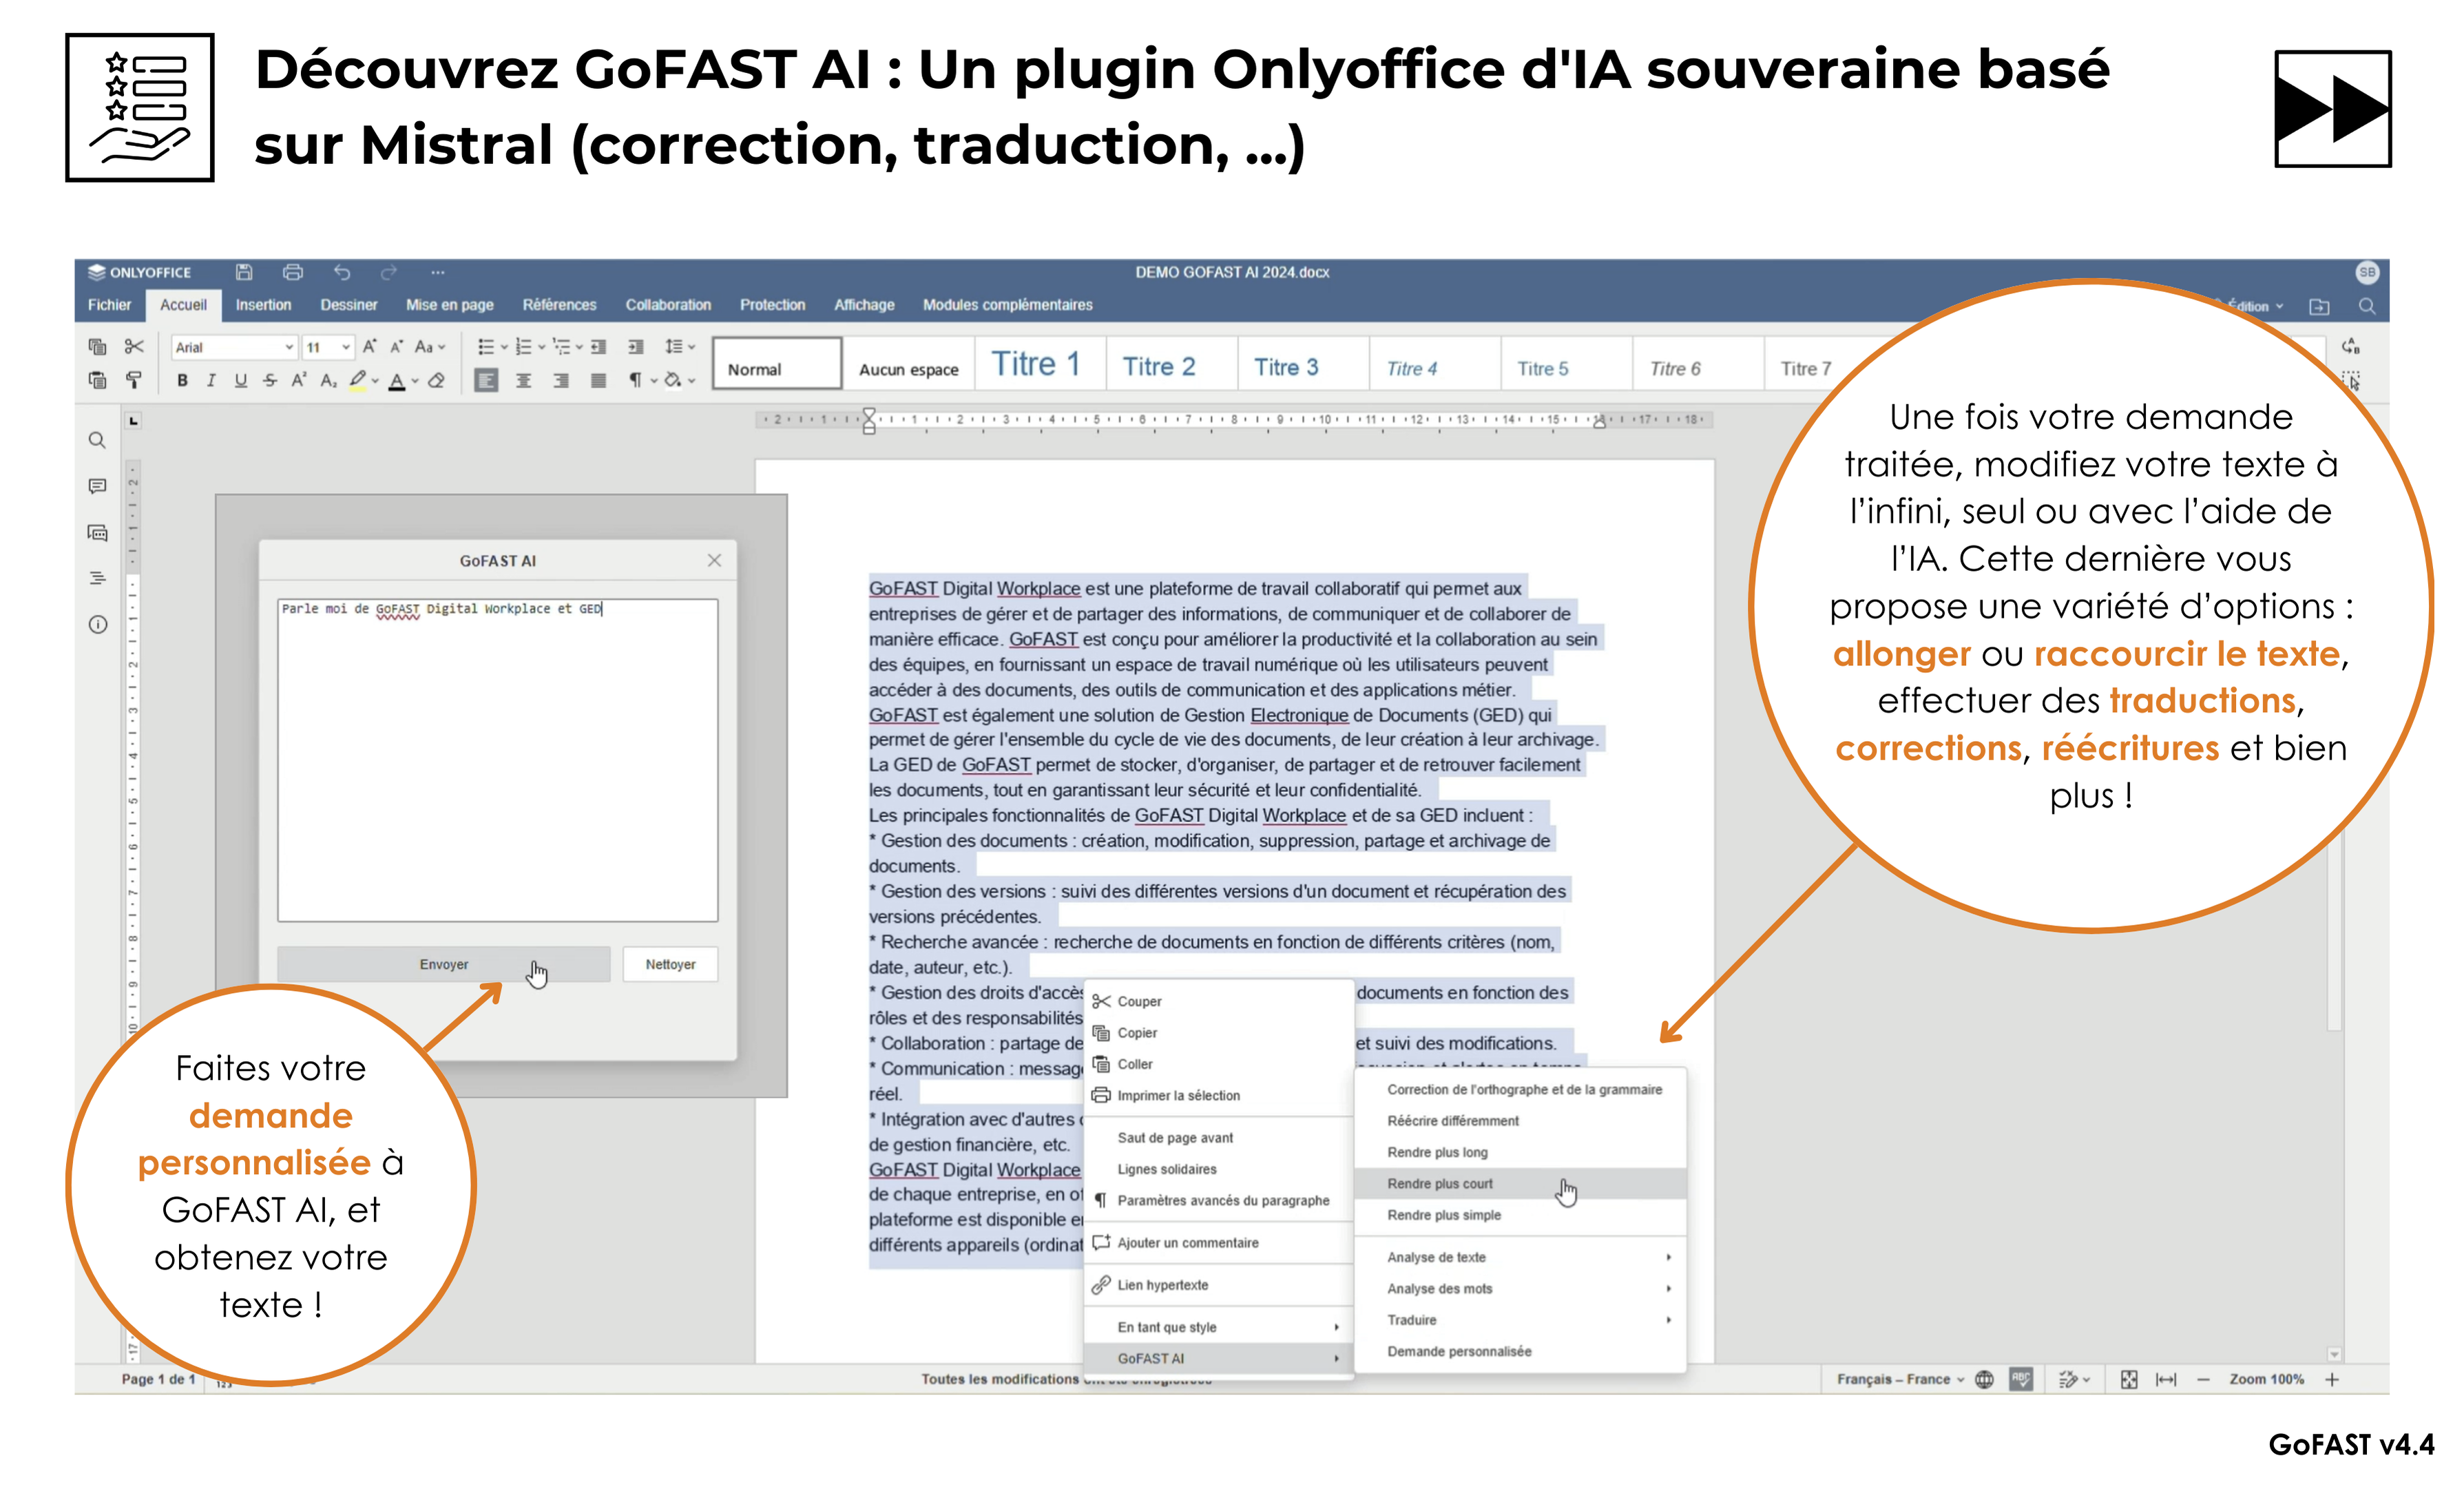 Découvrez GoFAST AI : Un plugin Onlyoffice d'IA souveraine basé
sur Mistral (correction, traduction, ...)
ONLYOFFICE
DEMO GOFAST AI 2024.docx
SB
Fichier Accueil Insertion Dessiner Mise en page Références Collaboration Protection Affichage Modules complémentaires
Édition
Arial 11
Normal Aucun espace Titre 1 Titre 2 Titre 3 Titre 4 Titre 5 Titre 6 Titre 7
GoFAST AI
Parle moi de GoFAST Digital Workplace et GED
Envoyer Nettoyer
Faites votre
demande
personnalisée à
GoFAST AI, et
obtenez votre
texte !
GoFAST Digital Workplace est une plateforme de travail collaboratif qui permet aux
entreprises de gérer et de partager des informations, de communiquer et de collaborer de
manière efficace. GoFAST est conçu pour améliorer la productivité et la collaboration au sein
des équipes, en fournissant un espace de travail numérique où les utilisateurs peuvent
accéder à des documents, des outils de communication et des applications métier.
GoFAST est également une solution de Gestion Electronique de Documents (GED) qui
permet de gérer l'ensemble du cycle de vie des documents, de leur création à leur archivage.
La GED de GoFAST permet de stocker, d'organiser, de partager et de retrouver facilement
les documents, tout en garantissant leur sécurité et leur confidentialité.
Les principales fonctionnalités de GoFAST Digital Workplace et de sa GED incluent :
* Gestion des documents : création, modification, suppression, partage et archivage de
documents.
* Gestion des versions : suivi des différentes versions d'un document et récupération des
versions précédentes.
* Recherche avancée : recherche de documents en fonction de différents critères (nom,
date, auteur, etc.).
* Gestion des droits d'accès documents en fonction des
rôles et des responsabilités
* Collaboration : partage de et suivi des modifications.
* Communication : messag
réel.
* Intégration avec d'autres
de gestion financière, etc.
GoFAST Digital Workplace
de chaque entreprise, en
plateforme est disponible
différents appareils (ordinat
Couper
Copier
Coller
Imprimer la sélection
Saut de page avant
Lignes solidaires
Paramètres avancés du paragraphe
Ajouter un commentaire
Lien hypertexte
En tant que style
GoFAST AI
Correction de l'orthographe et de la grammaire
Réécrire différemment
Rendre plus long
Rendre plus court
Rendre plus simple
Analyse de texte
Analyse des mots
Traduire
Demande personnalisée
Une fois votre demande
traitée, modifiez votre texte à
l'infini, seul ou avec l'aide de
l'IA. Cette dernière vous
propose une variété d'options :
allonger ou raccourcir le texte,
effectuer des traductions,
corrections, réécritures et bien
plus !
Page 1 de 1
Toutes les modifications
Français – France
Zoom 100%
GoFAST v4.4